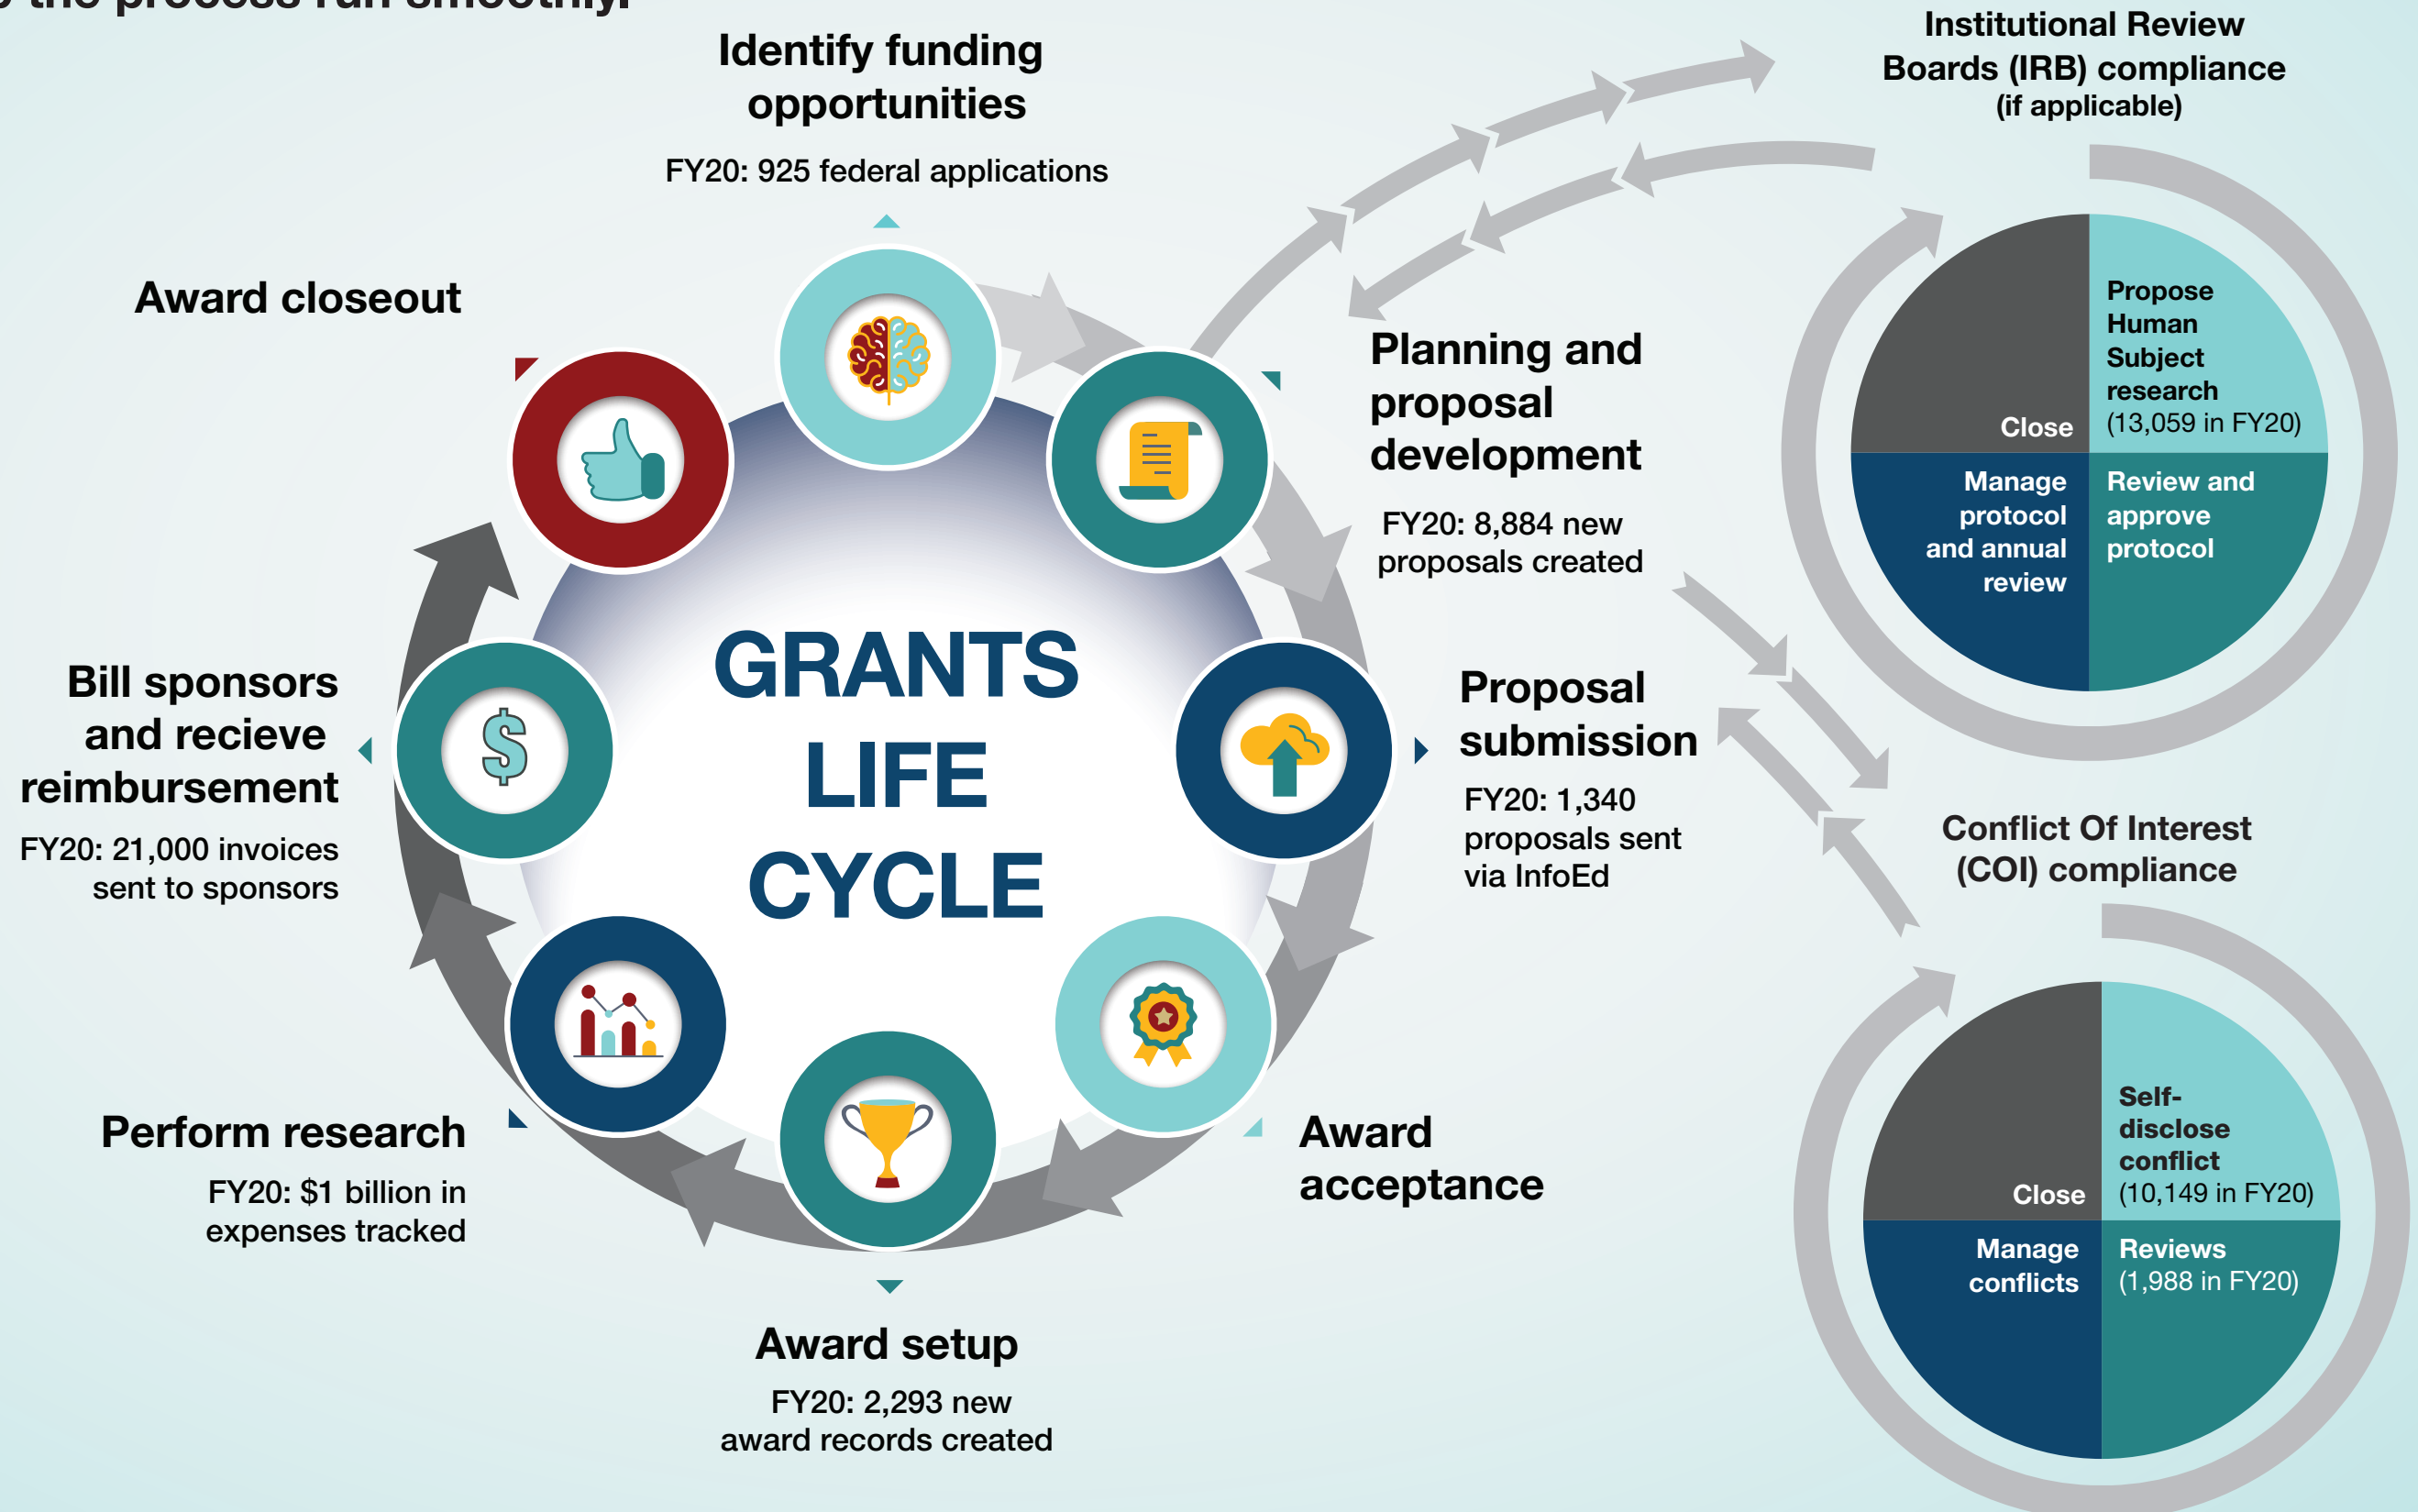 the process run smoothly.
Identify funding
opportunities
FY20: 925 federal applications
Institutional Review
Boards (IRB) compliance
(if applicable)
Award closeout
Planning and
proposal
development
FY20: 8,884 new
proposals created
Propose
Human
Subject
research
(13,059 in FY20)
Close
Manage
protocol
and annual
review
Review and
approve
protocol
GRANTS
LIFE
CYCLE
Bill sponsors
and recieve
reimbursement
FY20: 21,000 invoices
sent to sponsors
$
Proposal
submission
FY20: 1,340
proposals sent
via InfoEd
Conflict Of Interest
(COI) compliance
Self-
disclose
conflict
(10,149 in FY20)
Close
Manage
conflicts
Reviews
(1,988 in FY20)
Perform research
FY20: $1 billion in
expenses tracked
Award
acceptance
Award setup
FY20: 2,293 new
award records created